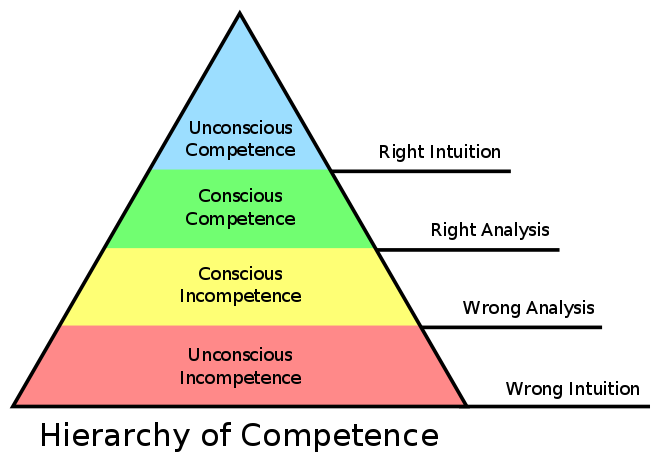 Unconscious
Competence
Right Intuition
Conscious
Competence
Right Analysis
Conscious
Incompetence
Wrong Analysis
Unconscious
Incompetence
Wrong Intuition
Hierarchy of Competence